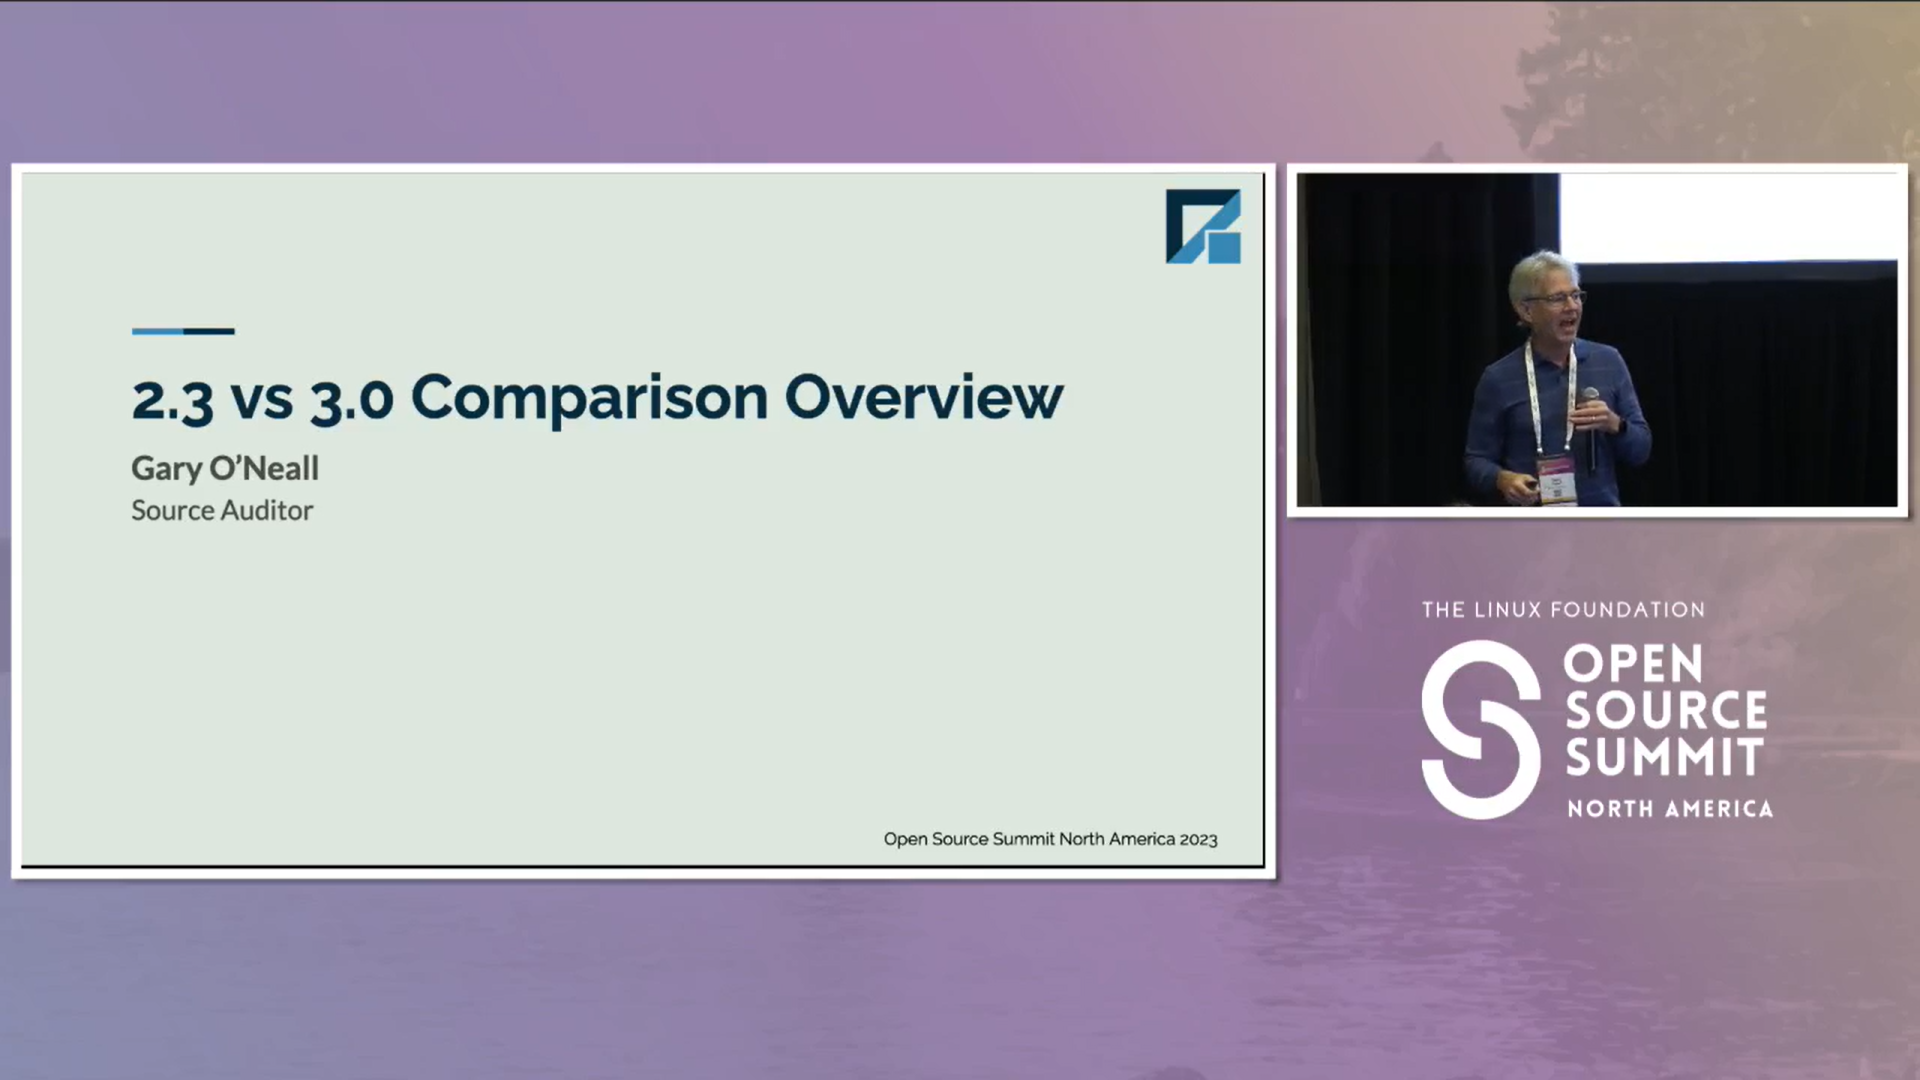 2.3 vs 3.0 Comparison Overview
Gary O’Neall
Source Auditor
Open Source Summit North America 2023
THE LINUX FOUNDATION
OPEN
SOURCE
SUMMIT
NORTH AMERICA